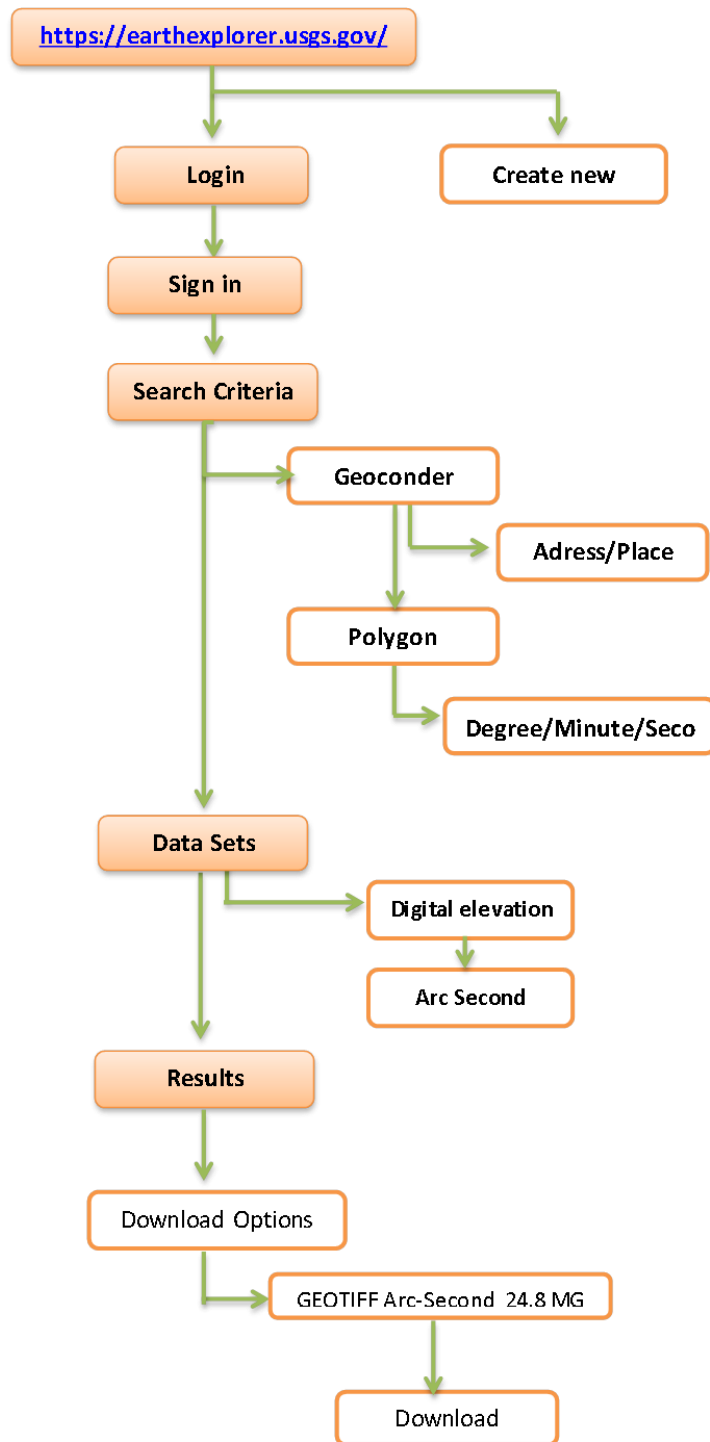 https://earthexplorer.usgs.gov/
Login
Create new
Sign in
Search Criteria
Geoconder
Adress/Place
Polygon
Degree/Minute/Seco
Data Sets
Digital elevation
Arc Second
Results
Download Options
GEOTIFF Arc-Second 24.8 MG
Download